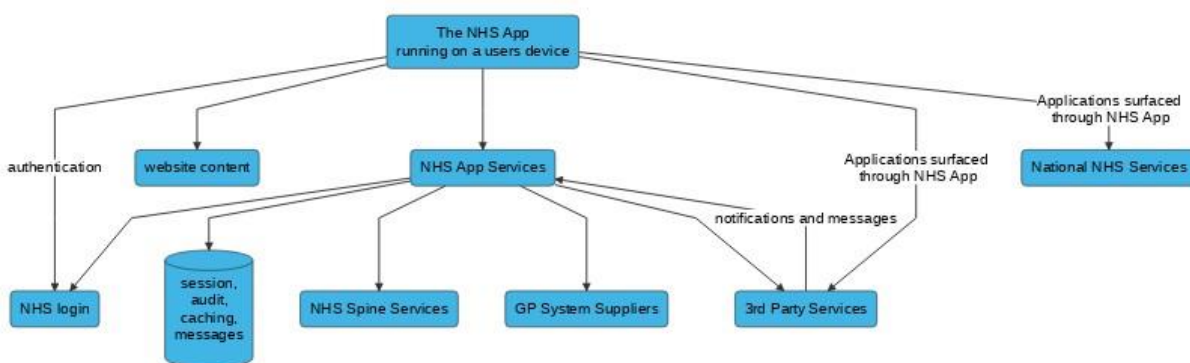 The NHS App
running on a users device
Applications surfaced
through NHS App
authentication
website content
NHS App Services
Applications surfaced
through NHS App
National NHS Services
notifications and messages
NHS login
session,
audit,
caching,
messages
NHS Spine Services
GP System Suppliers
3rd Party Services